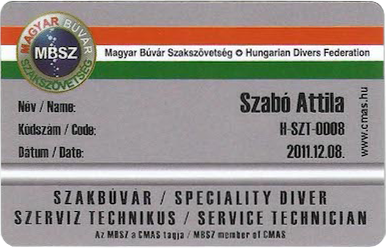 MAGYAR BÚVÁR
MBSZ
SZAKSZÖVETSÉG
Magyar Búvár Szakszövetség ✪ Hungarian Divers Federation
Név / Name: Szabó Attila
Kódszám / Code: H-SZT-0008
Dátum / Date: 2011.12.08.
www.cmas.hu
SZAKBÚVÁR / SPECIALITY DIVER
SZERVIZ TECHNIKUS / SERVICE TECHNICIAN
Az MBSZ a CMAS tagja / MBSZ member of CMAS